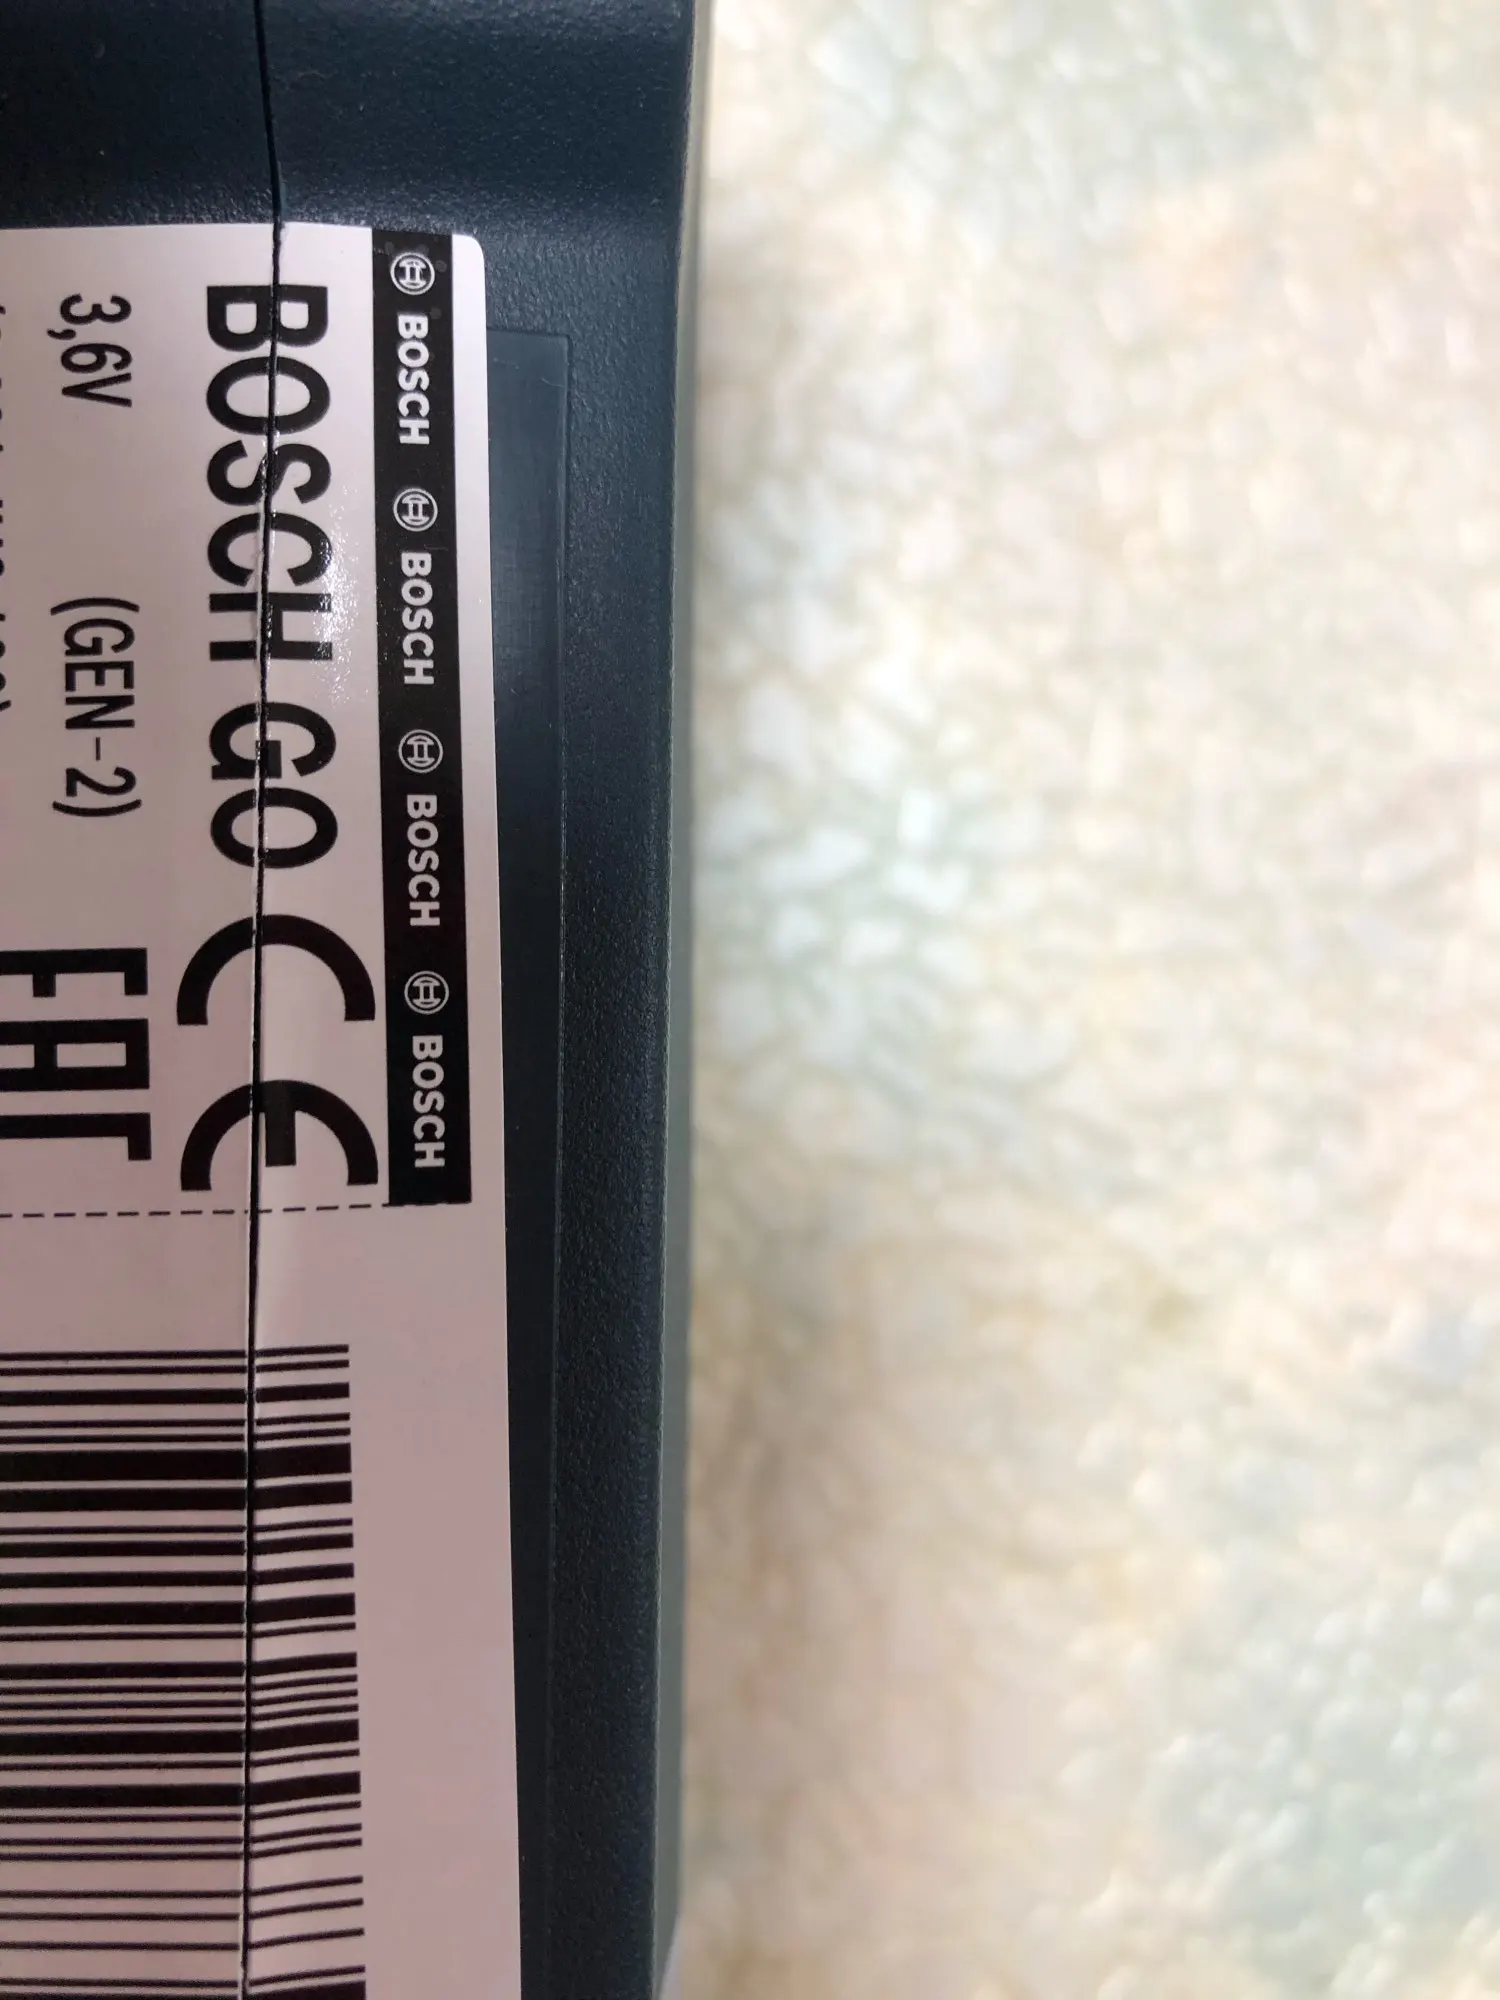 BOSCH BOSCH BOSCH BOSCH
BOSCH GO CE
3,6V (GEN-2) EAC